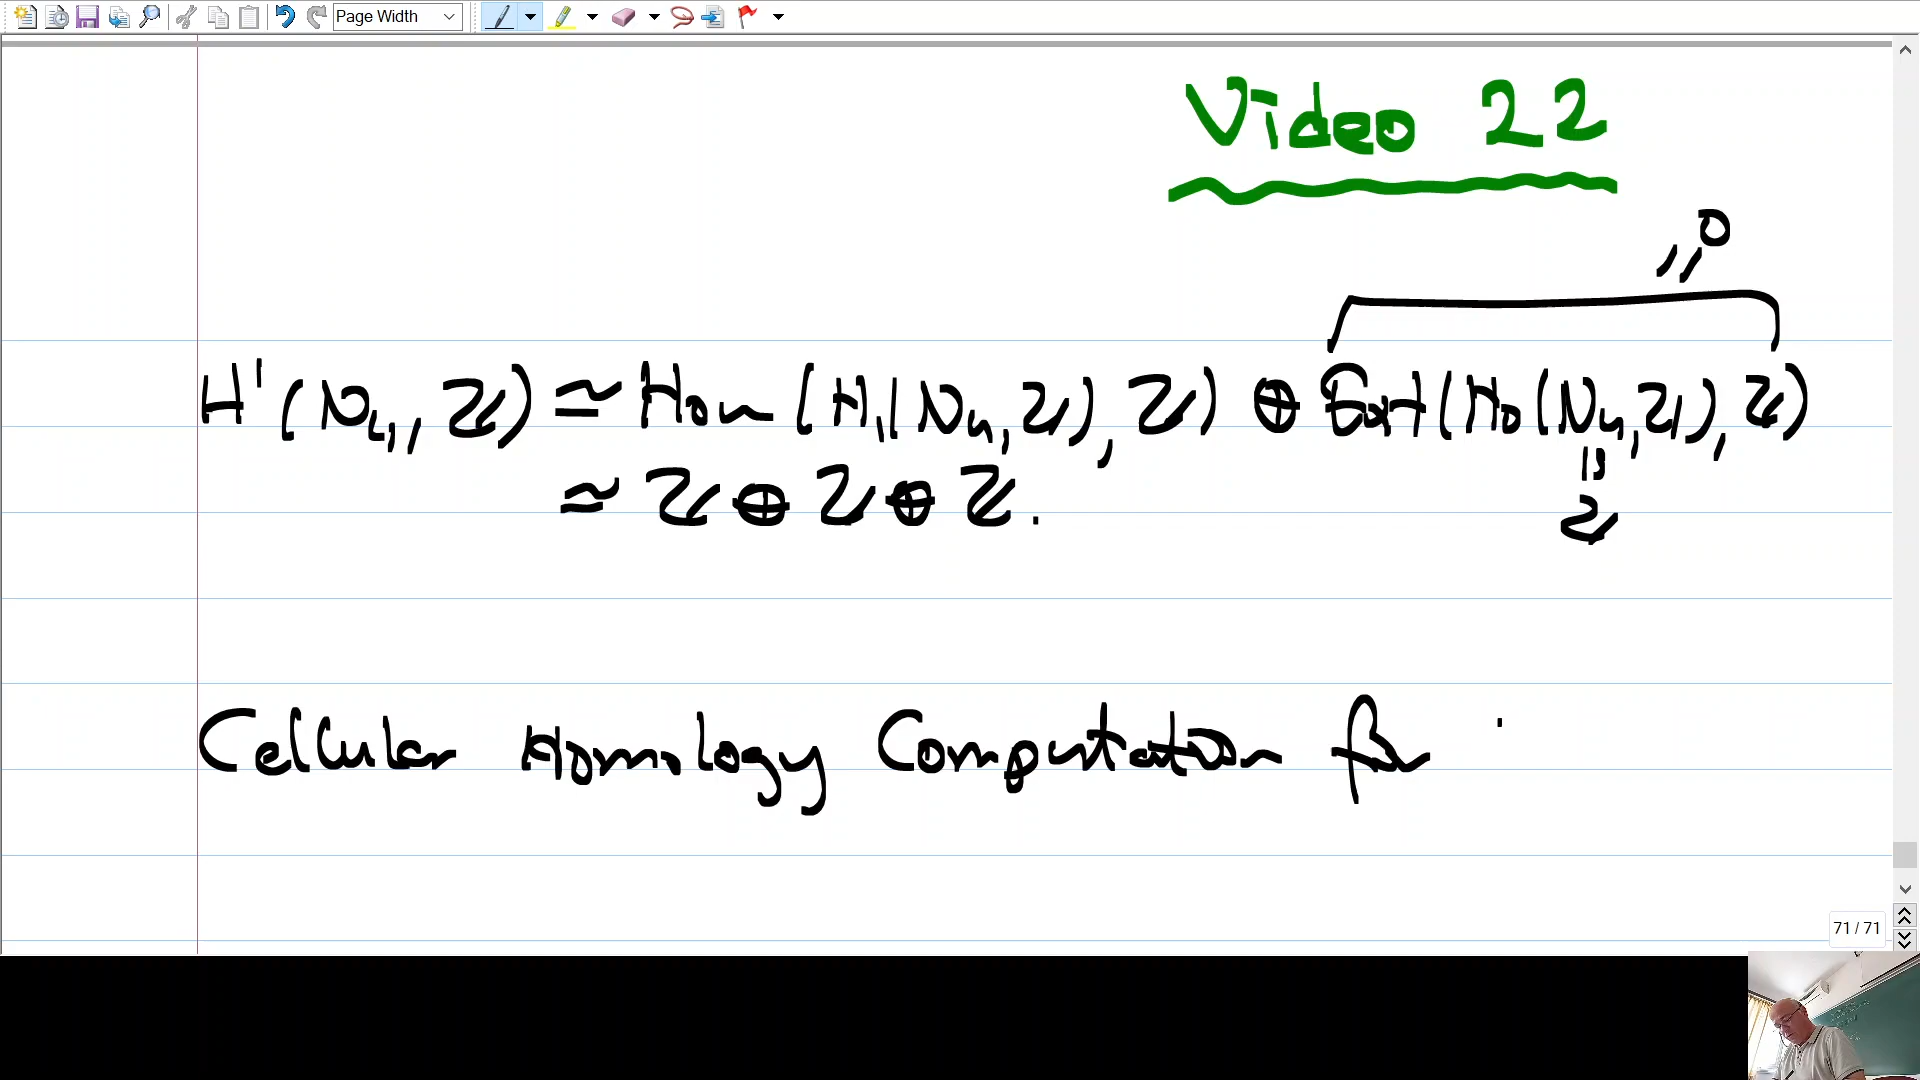 Page Width
Video 22
"0
H¹(N₄, ℤ) ≃ Hom(H₁(N₄, ℤ), ℤ) ⊕ Ext(H₀(N₄, ℤ), ℤ)
≃ ℤ ⊕ ℤ ⊕ ℤ.
ℤ
Cellular Homology Computation for
71 / 71